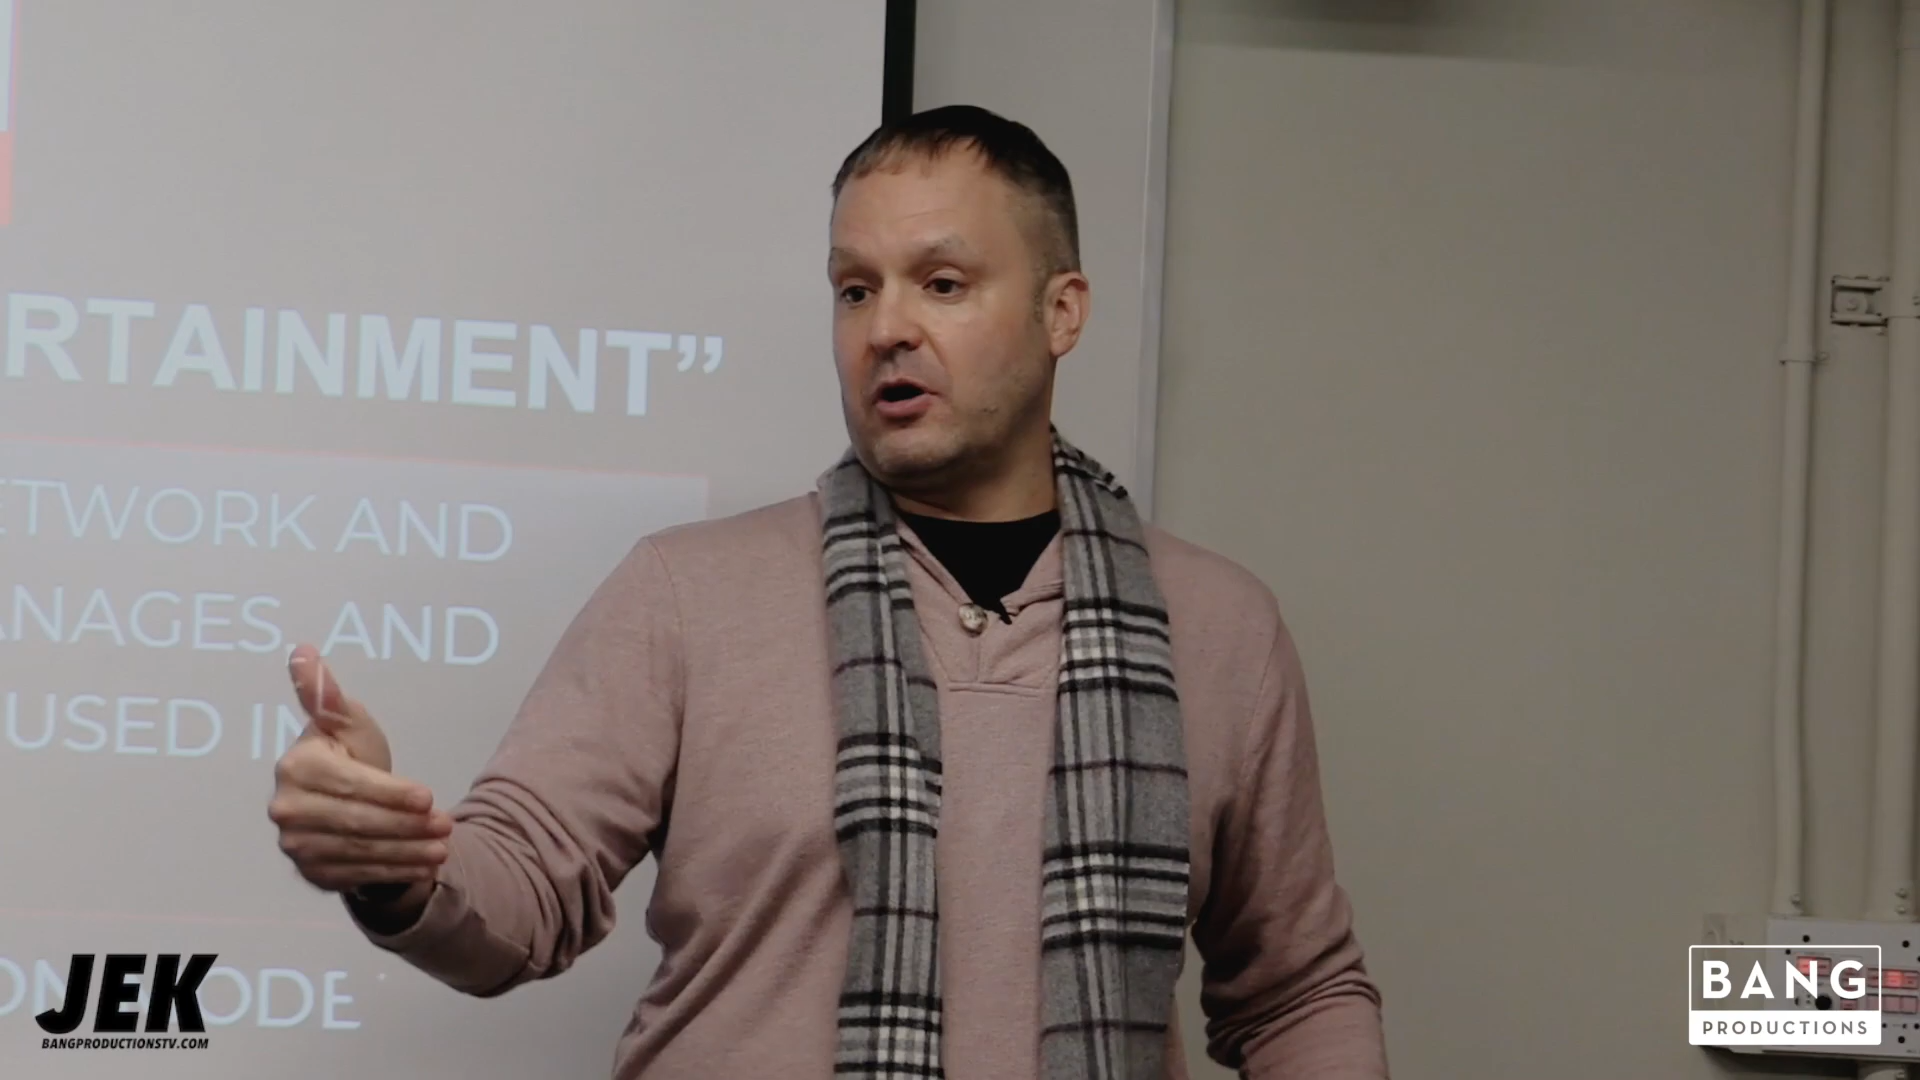 RTAINMENT”
ETWORK AND
ANAGES, AND
USED IN
ODE
JEK
BANGPRODUCTIONSTV.COM
BANG
PRODUCTIONS